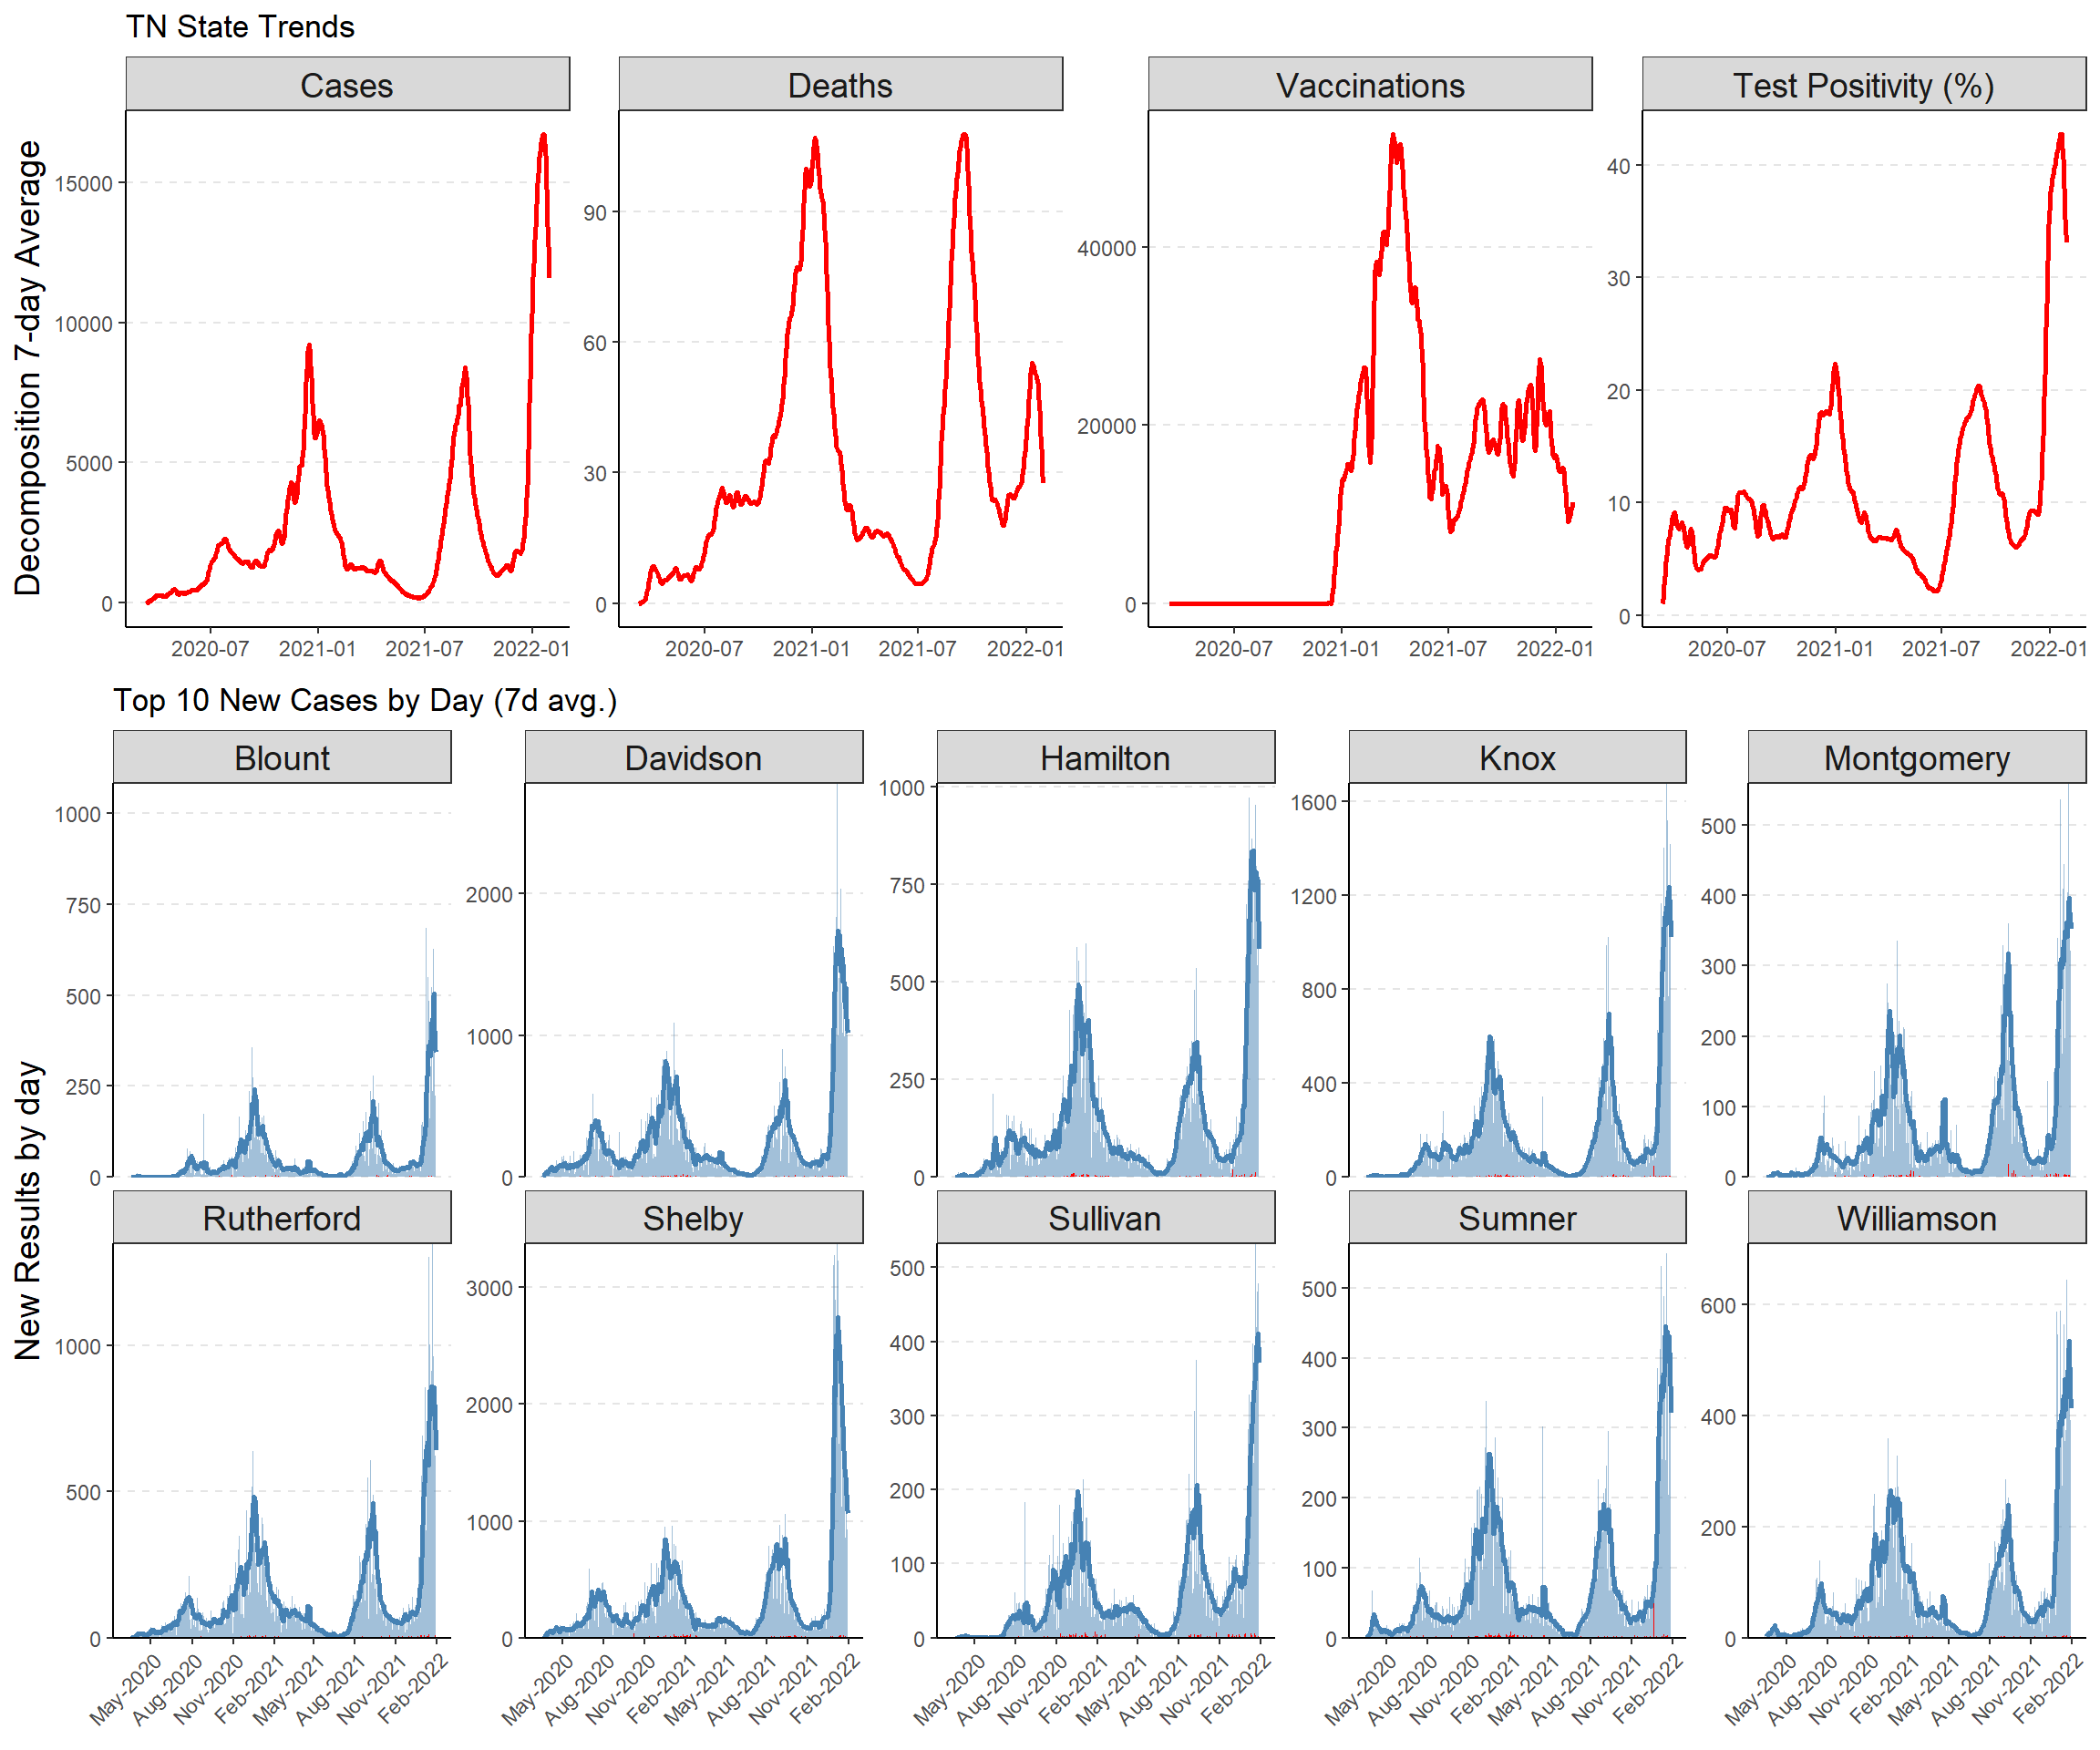 TN State Trends
Cases
Deaths
Vaccinations
Test Positivity (%)
Decomposition 7-day Average
15000
10000
5000
0
90
60
30
0
40000
20000
0
40
30
20
10
0
2020-07 2021-01 2021-07 2022-01
2020-07 2021-01 2021-07 2022-01
2020-07 2021-01 2021-07 2022-01
2020-07 2021-01 2021-07 2022-01
Top 10 New Cases by Day (7d avg.)
New Results by day
Blount
Davidson
Hamilton
Knox
Montgomery
1000
750
500
250
0
2000
1000
0
1000
750
500
250
0
1600
1200
800
400
0
500
400
300
200
100
0
Rutherford
Shelby
Sullivan
Sumner
Williamson
1000
500
0
3000
2000
1000
0
500
400
300
200
100
0
500
400
300
200
100
0
600
400
200
0
May-2020 Aug-2020 Nov-2020 Feb-2021 May-2021 Aug-2021 Nov-2021 Feb-2022
May-2020 Aug-2020 Nov-2020 Feb-2021 May-2021 Aug-2021 Nov-2021 Feb-2022
May-2020 Aug-2020 Nov-2020 Feb-2021 May-2021 Aug-2021 Nov-2021 Feb-2022
May-2020 Aug-2020 Nov-2020 Feb-2021 May-2021 Aug-2021 Nov-2021 Feb-2022
May-2020 Aug-2020 Nov-2020 Feb-2021 May-2021 Aug-2021 Nov-2021 Feb-2022